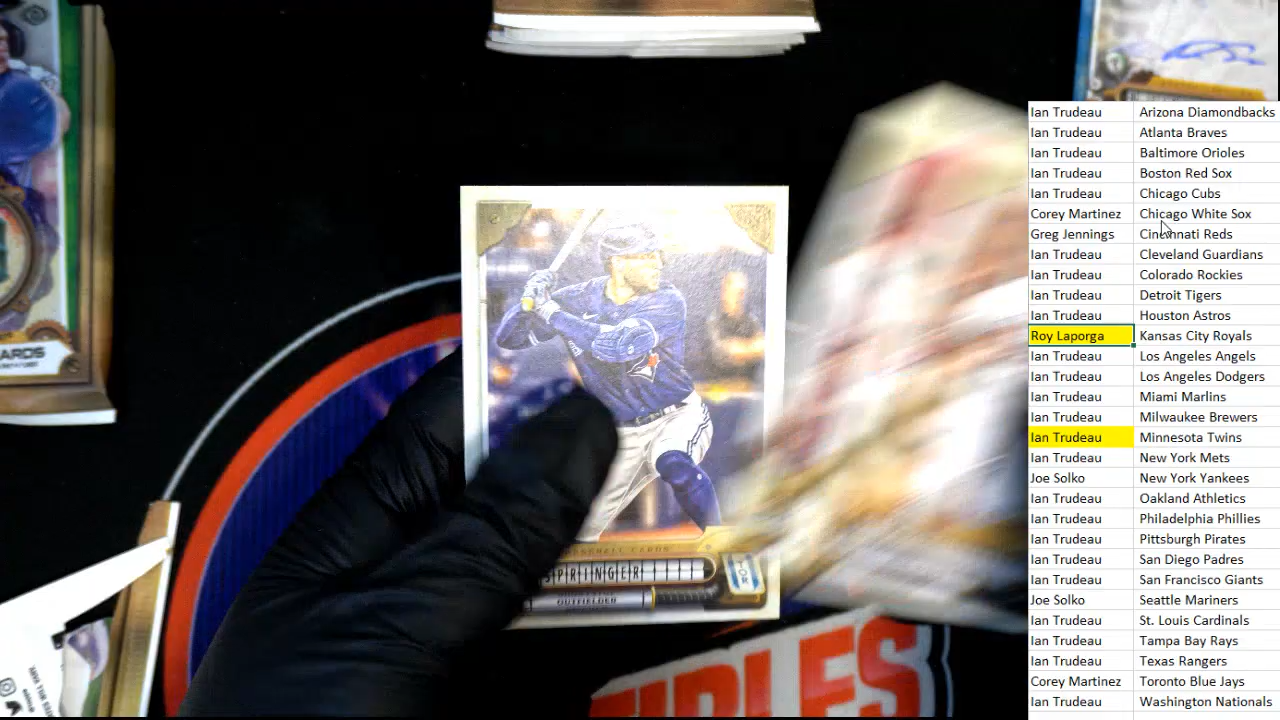 Ian Trudeau Arizona Diamondbacks
Ian Trudeau Atlanta Braves
Ian Trudeau Baltimore Orioles
Ian Trudeau Boston Red Sox
Ian Trudeau Chicago Cubs
Corey Martinez Chicago White Sox
Greg Jennings Cincinnati Reds
Ian Trudeau Cleveland Guardians
Ian Trudeau Colorado Rockies
Ian Trudeau Detroit Tigers
Ian Trudeau Houston Astros
Roy Laporga Kansas City Royals
Ian Trudeau Los Angeles Angels
Ian Trudeau Los Angeles Dodgers
Ian Trudeau Miami Marlins
Ian Trudeau Milwaukee Brewers
Ian Trudeau Minnesota Twins
Ian Trudeau New York Mets
Joe Solko New York Yankees
Ian Trudeau Oakland Athletics
Ian Trudeau Philadelphia Phillies
Ian Trudeau Pittsburgh Pirates
Ian Trudeau San Diego Padres
Ian Trudeau San Francisco Giants
Joe Solko Seattle Mariners
Ian Trudeau St. Louis Cardinals
Ian Trudeau Tampa Bay Rays
Ian Trudeau Texas Rangers
Corey Martinez Toronto Blue Jays
Ian Trudeau Washington Nationals
BASEBALL CARDS
SPRINGER
TOR
OUTFIELDER
ARDS